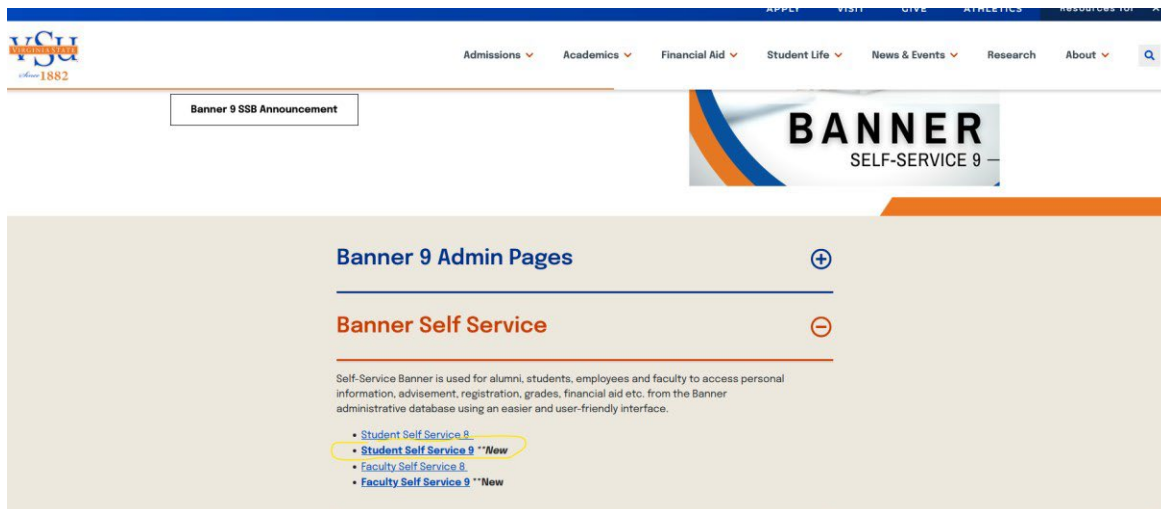 APPLY VISIT GIVE ATHLETICS Resources for
VSU
VIRGINIA STATE
Since 1882
Admissions Academics Financial Aid Student Life News & Events Research About
Banner 9 SSB Announcement
BANNER
SELF-SERVICE 9
Banner 9 Admin Pages
Banner Self Service
Self-Service Banner is used for alumni, students, employees and faculty to access personal
information, advisement, registration, grades, financial aid etc. from the Banner
administrative database using an easier and user-friendly interface.
• Student Self Service 8
• Student Self Service 9 **New
• Faculty Self Service 8
• Faculty Self Service 9 **New